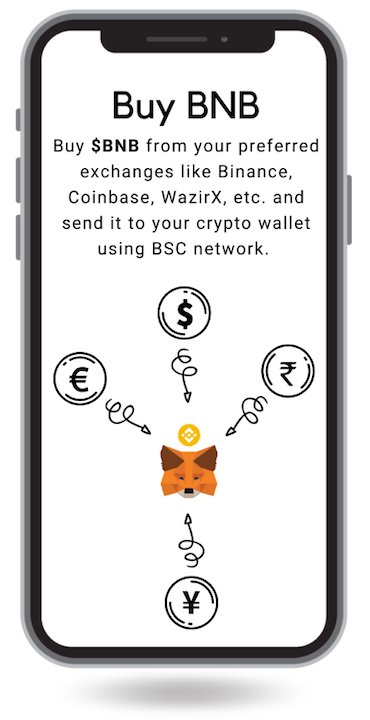 Buy BNB
Buy $BNB from your preferred
exchanges like Binance,
Coinbase, WazirX, etc. and
send it to your crypto wallet
using BSC network.
$
€
₹
¥